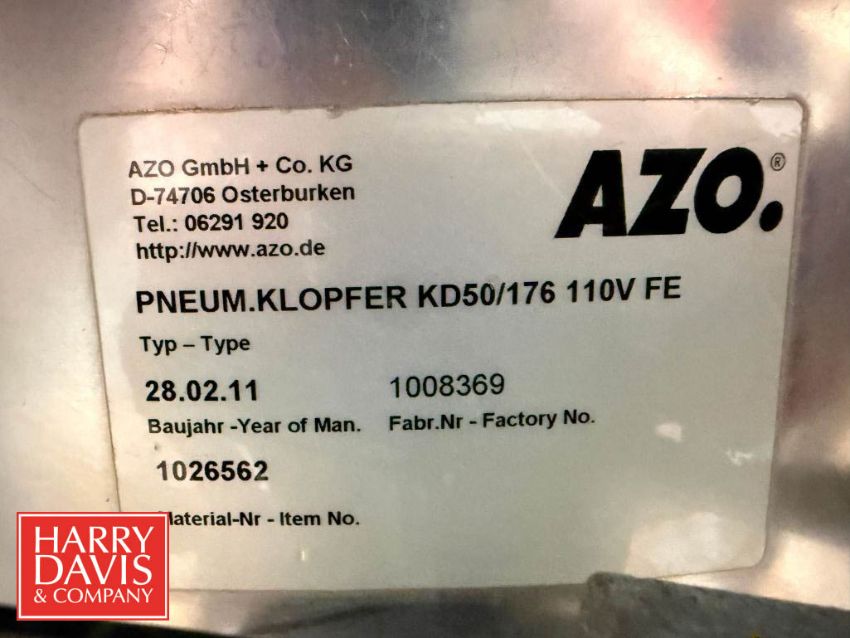 AZO GmbH + Co. KG
D-74706 Osterburken
Tel.: 06291 920
http://www.azo.de
AZO.®
PNEUM.KLOPFER KD50/176 110V FE
Typ – Type
28.02.11 1008369
Baujahr -Year of Man. Fabr.Nr - Factory No.
1026562
Material-Nr - Item No.
HARRY
DAVIS
& COMPANY